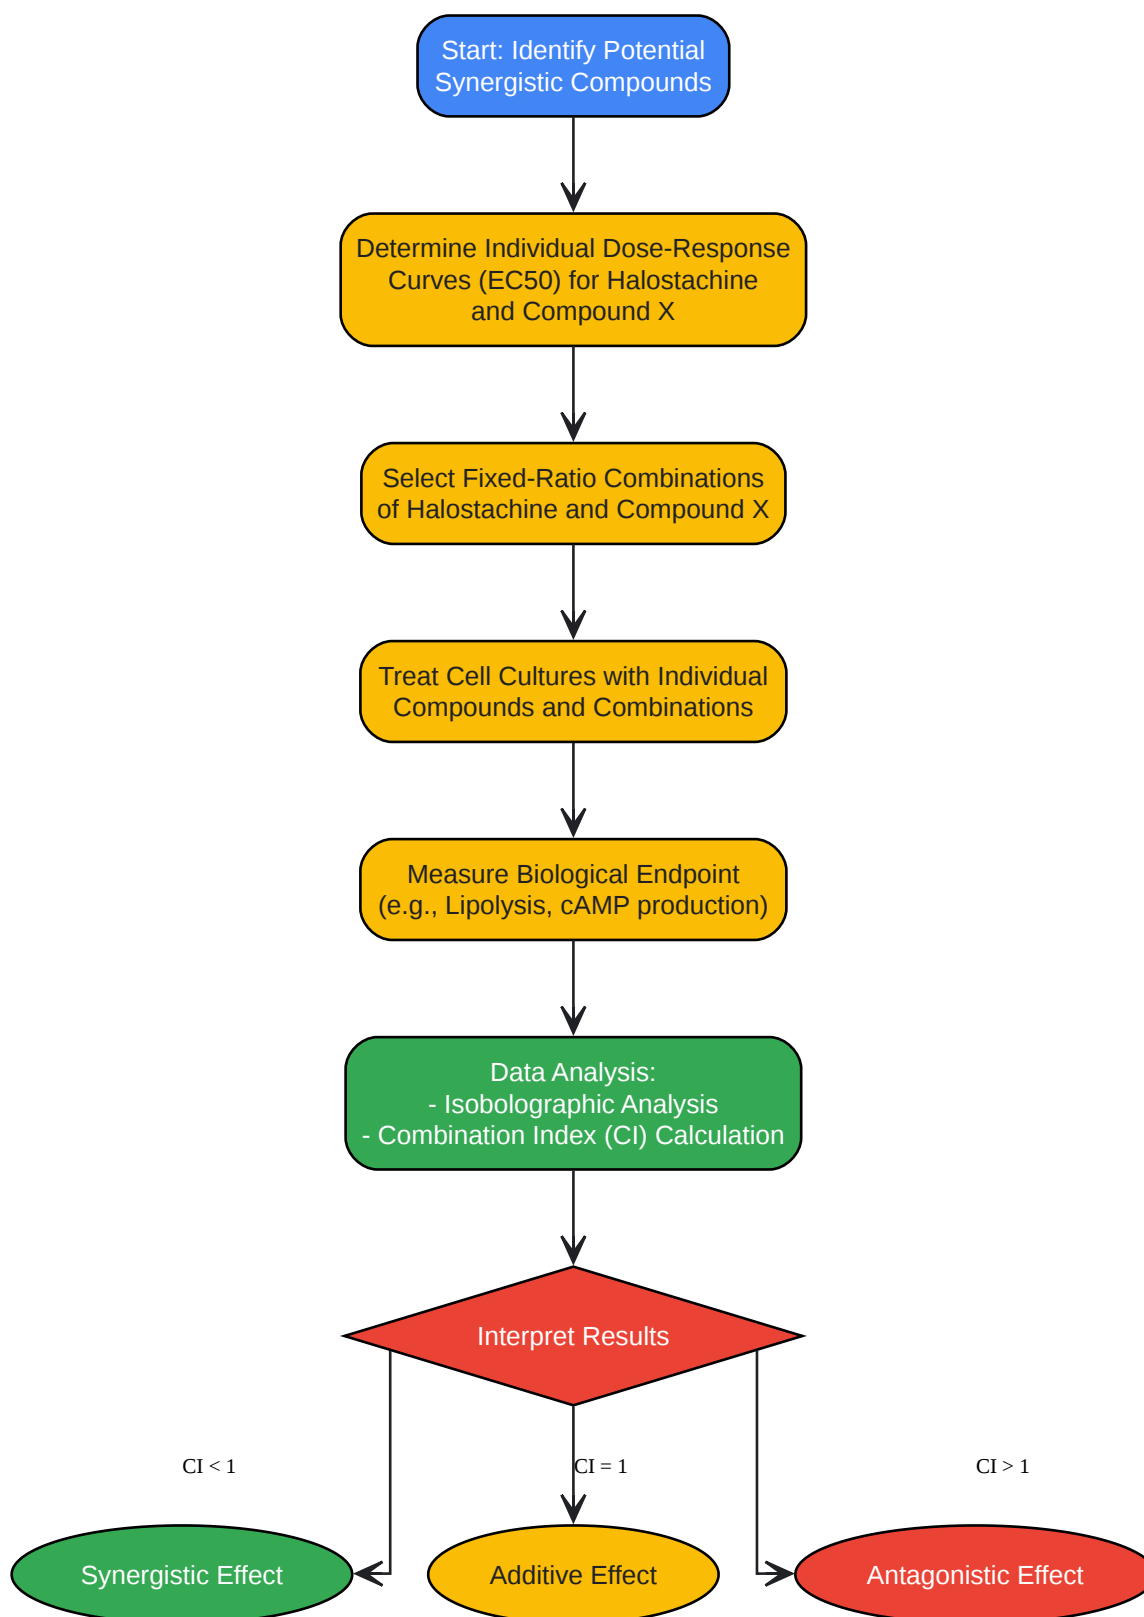 Start: Identify Potential
Synergistic Compounds
Determine Individual Dose-Response
Curves (EC50) for Halostachine
and Compound X
Select Fixed-Ratio Combinations
of Halostachine and Compound X
Treat Cell Cultures with Individual
Compounds and Combinations
Measure Biological Endpoint
(e.g., Lipolysis, cAMP production)
Data Analysis:
- Isobolographic Analysis
- Combination Index (CI) Calculation
Interpret Results
CI < 1
CI = 1
CI > 1
Synergistic Effect
Additive Effect
Antagonistic Effect